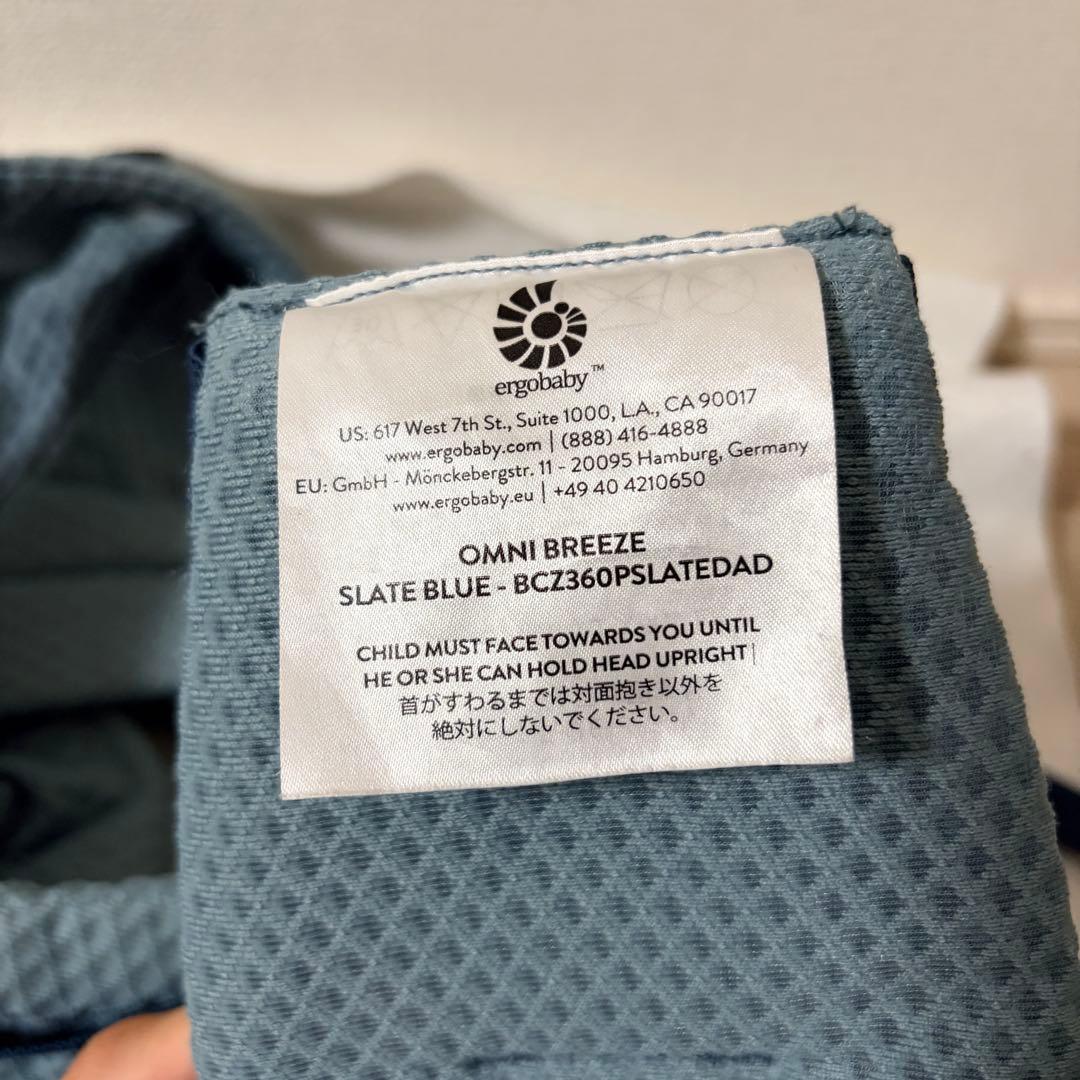 ergobaby™
US: 617 West 7th St., Suite 1000, L.A., CA 90017
www.ergobaby.com | (888) 416-4888
EU: GmbH - Mönckebergstr. 11 - 20095 Hamburg, Germany
www.ergobaby.eu | +49 40 4210650
OMNI BREEZE
SLATE BLUE - BCZ360PSLATEDAD
CHILD MUST FACE TOWARDS YOU UNTIL
HE OR SHE CAN HOLD HEAD UPRIGHT |
首がすわるまでは対面抱き以外を
絶対にしないでください。